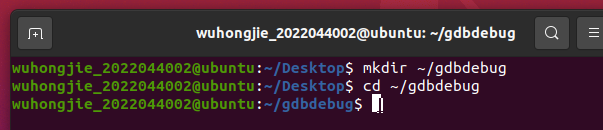 wuhongjie_2022044002@ubuntu: ~/gdbdebug
wuhongjie_2022044002@ubuntu:~/Desktop$ mkdir ~/gdbdebug
wuhongjie_2022044002@ubuntu:~/Desktop$ cd ~/gdbdebug
wuhongjie_2022044002@ubuntu:~/gdbdebug$